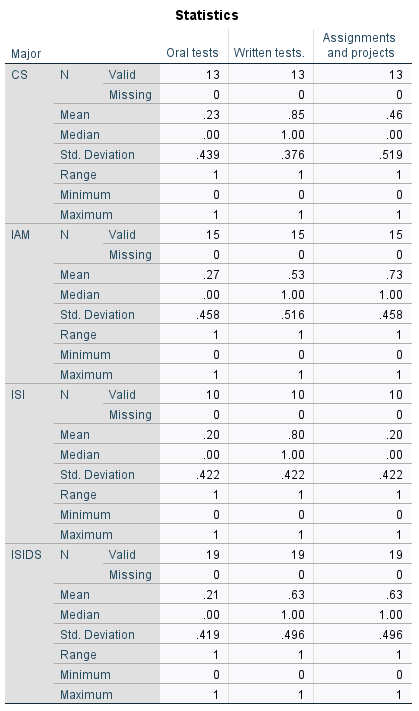 Statistics
Major Oral tests Written tests. Assignments and projects
CS N Valid 13 13 13
Missing 0 0 0
Mean .23 .85 .46
Median .00 1.00 .00
Std. Deviation .439 .376 .519
Range 1 1 1
Minimum 0 0 0
Maximum 1 1 1
IAM N Valid 15 15 15
Missing 0 0 0
Mean .27 .53 .73
Median .00 1.00 1.00
Std. Deviation .458 .516 .458
Range 1 1 1
Minimum 0 0 0
Maximum 1 1 1
ISI N Valid 10 10 10
Missing 0 0 0
Mean .20 .80 .20
Median .00 1.00 .00
Std. Deviation .422 .422 .422
Range 1 1 1
Minimum 0 0 0
Maximum 1 1 1
ISIDS N Valid 19 19 19
Missing 0 0 0
Mean .21 .63 .63
Median .00 1.00 1.00
Std. Deviation .419 .496 .496
Range 1 1 1
Minimum 0 0 0
Maximum 1 1 1